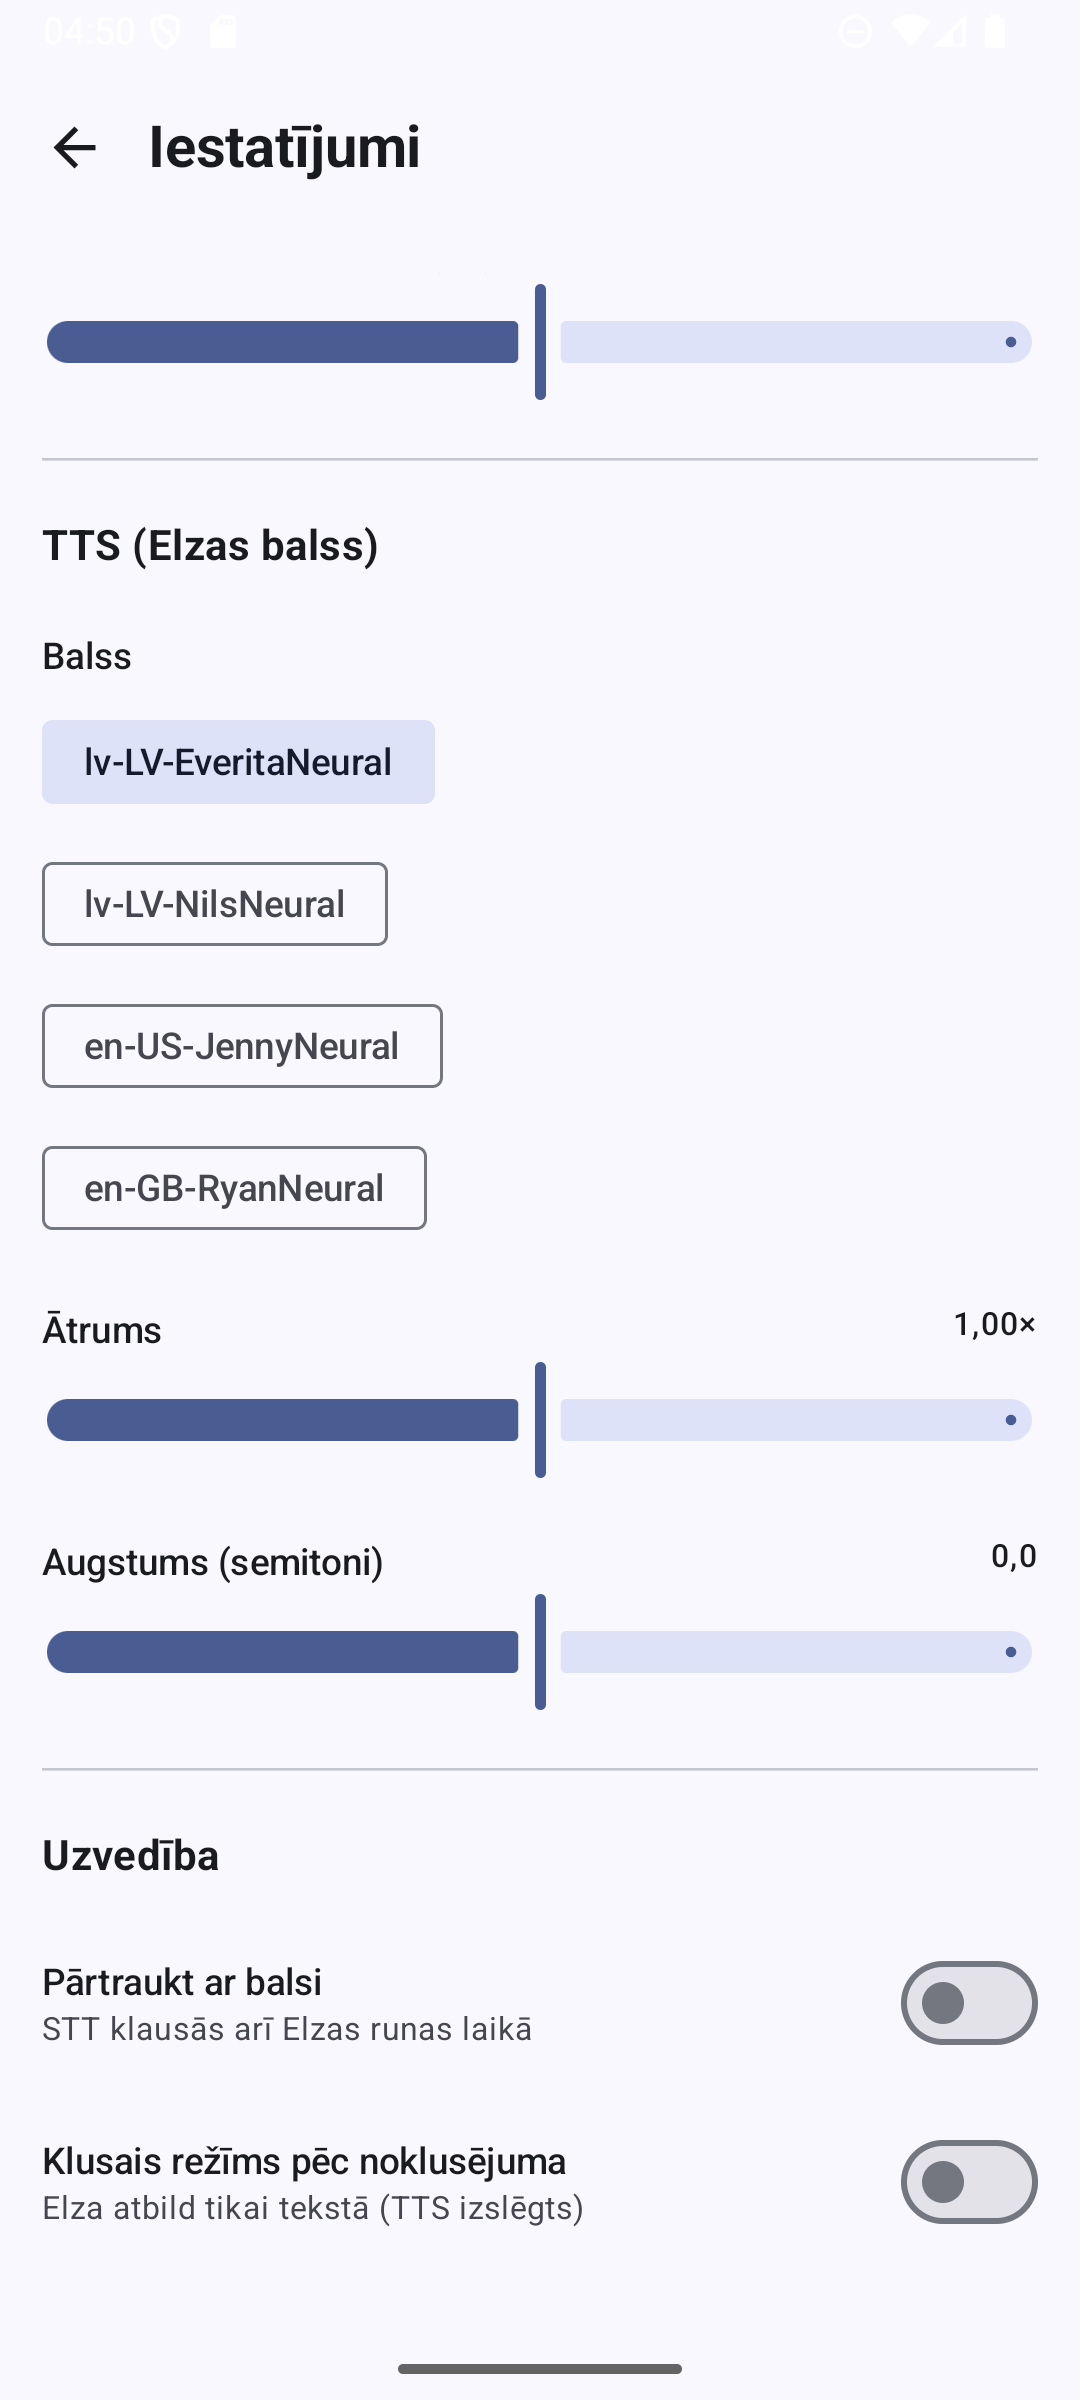 04:50
Iestatījumi
TTS (Elzas balss)
Balss
lv-LV-EveritaNeural
lv-LV-NilsNeural
en-US-JennyNeural
en-GB-RyanNeural
Ātrums
1,00×
Augstums (semitoni)
0,0
Uzvedība
Pārtraukt ar balsi
STT klausās arī Elzas runas laikā
Klusais režīms pēc noklusējuma
Elza atbild tikai tekstā (TTS izslēgts)